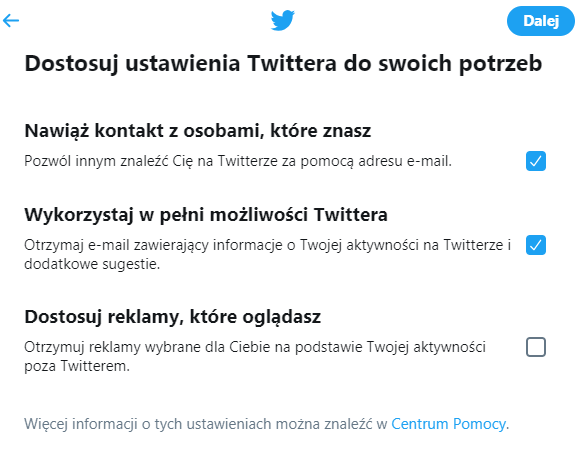 Dalej
Dostosuj ustawienia Twittera do swoich potrzeb
Nawiąż kontakt z osobami, które znasz
Pozwól innym znaleźć Cię na Twitterze za pomocą adresu e-mail.
Wykorzystaj w pełni możliwości Twittera
Otrzymaj e-mail zawierający informacje o Twojej aktywności na Twitterze i
dodatkowe sugestie.
Dostosuj reklamy, które oglądasz
Otrzymuj reklamy wybrane dla Ciebie na podstawie Twojej aktywności
poza Twitterem.
Więcej informacji o tych ustawieniach można znaleźć w Centrum Pomocy.